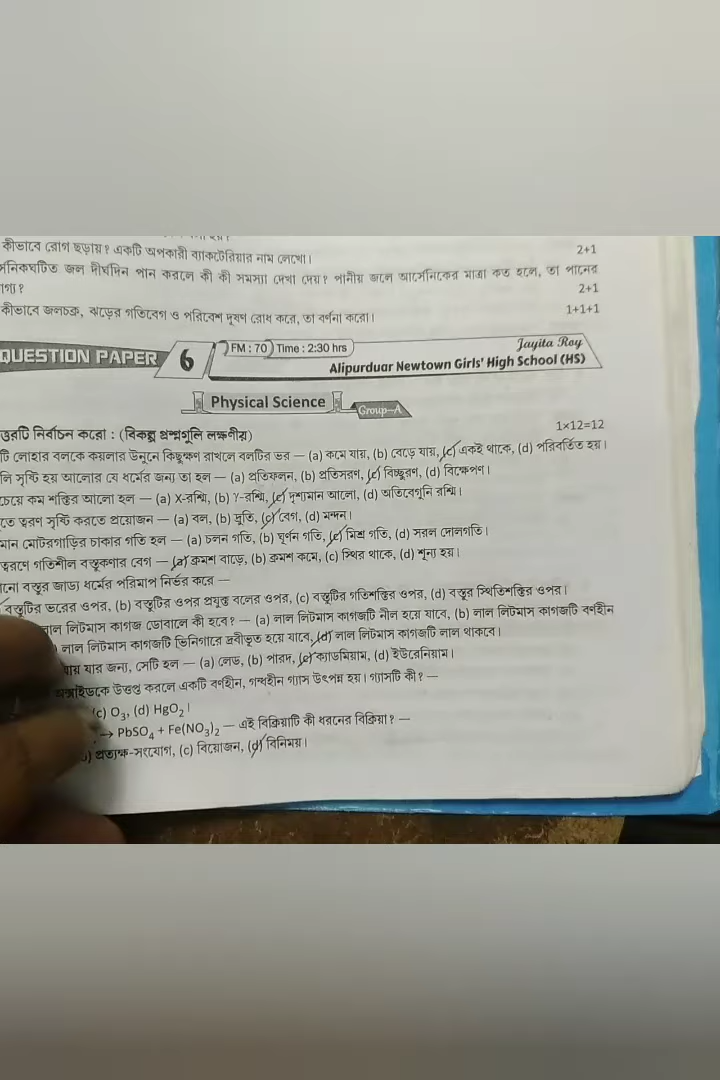 কীভাবে রোগ ছড়ায়? একটি অপকারী ব্যাকটেরিয়ার নাম লেখো। 2+1
র্সেনিকঘটিত জল দীর্ঘদিন পান করলে কী কী সমস্যা দেখা দেয়? পানীয় জলে আর্সেনিকের মাত্রা কত হলে, তা পানের
গ্য? 2+1
কীভাবে জলচক্র, ঝড়ের গতিবেগ ও পরিবেশ দূষণ রোধ করে, তা বর্ণনা করো। 1+1+1
QUESTION PAPER 6 FM : 70 Time : 2:30 hrs Jayita Roy
Alipurduar Newtown Girls' High School (HS)
Physical Science Group-A
ত্তরটি নির্বাচন করো : (বিকল্প প্রশ্নগুলি লক্ষণীয়) 1×12=12
টি লোহার বলকে কয়লার উনুনে কিছুক্ষণ রাখলে বলটির ভর — (a) কমে যায়, (b) বেড়ে যায়, (c) একই থাকে, (d) পরিবর্তিত হয়।
লি সৃষ্টি হয় আলোর যে ধর্মের জন্য তা হল — (a) প্রতিফলন, (b) প্রতিসরণ, (c) বিচ্ছুরণ, (d) বিক্ষেপণ।
চেয়ে কম শক্তির আলো হল — (a) X-রশ্মি, (b) γ-রশ্মি, (c) দৃশ্যমান আলো, (d) অতিবেগুনি রশ্মি।
তে ত্বরণ সৃষ্টি করতে প্রয়োজন — (a) বল, (b) দ্রুতি, (c) বেগ, (d) মন্দন।
মান মোটরগাড়ির চাকার গতি হল — (a) চলন গতি, (b) ঘূর্ণন গতি, (c) মিশ্র গতি, (d) সরল দোলগতি।
ত্বরণে গতিশীল বস্তুকণার বেগ — (a) ক্রমশ বাড়ে, (b) ক্রমশ কমে, (c) স্থির থাকে, (d) শূন্য হয়।
নো বস্তুর জাড্য ধর্মের পরিমাপ নির্ভর করে —
বস্তুটির ভরের ওপর, (b) বস্তুটির ওপর প্রযুক্ত বলের ওপর, (c) বস্তুটির গতিশক্তির ওপর, (d) বস্তুর স্থিতিশক্তির ওপর।
লাল লিটমাস কাগজ ডোবালে কী হবে? — (a) লাল লিটমাস কাগজটি নীল হয়ে যাবে, (b) লাল লিটমাস কাগজটি বর্ণহীন
লাল লিটমাস কাগজটি ভিনিগারে দ্রবীভূত হয়ে যাবে, (d) লাল লিটমাস কাগজটি লাল থাকবে।
যায় যার জন্য, সেটি হল — (a) লেড, (b) পারদ, (c) ক্যাডমিয়াম, (d) ইউরেনিয়াম।
অক্সাইডকে উত্তপ্ত করলে একটি বর্ণহীন, গন্ধহীন গ্যাস উৎপন্ন হয়। গ্যাসটি কী? —
(c) O₃, (d) HgO₂।
→ PbSO₄ + Fe(NO₃)₂ — এই বিক্রিয়াটি কী ধরনের বিক্রিয়া? —
) প্রত্যক্ষ-সংযোগ, (c) বিয়োজন, (d) বিনিময়।